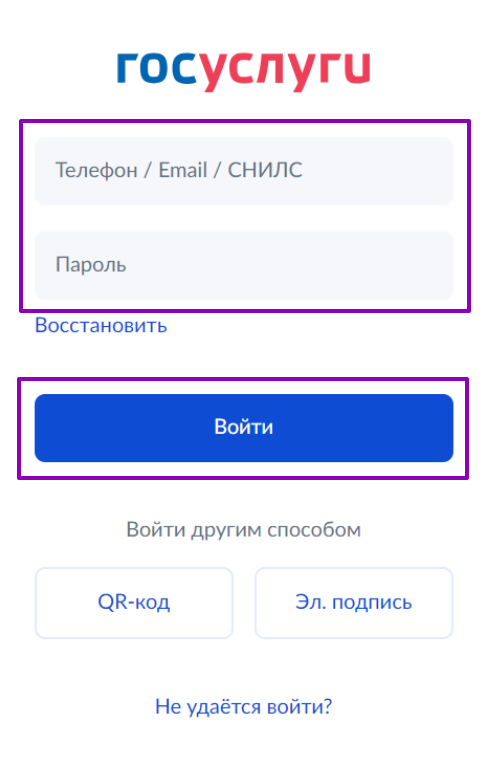 госуслуги
Телефон / Email / СНИЛС
Пароль
Восстановить
Войти
Войти другим способом
QR-код Эл. подпись
Не удаётся войти?